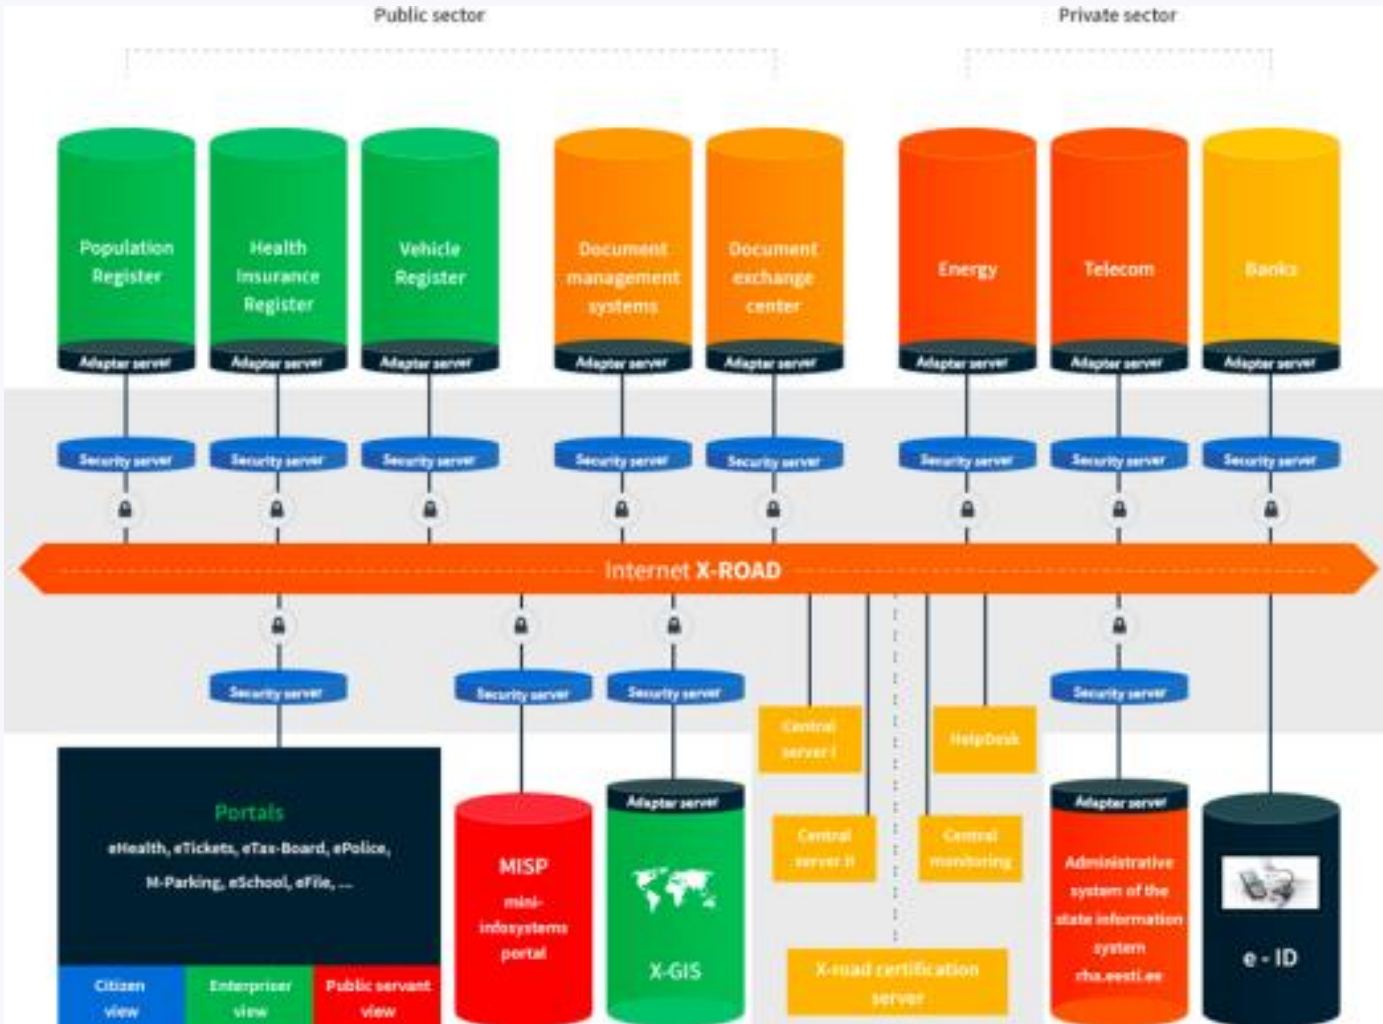 Public sector
Private sector
Population
Register
Health
Insurance
Register
Vehicle
Register
Document
management
systems
Document
exchange
center
Energy
Telecom
Banks
Adapter server
Adapter server
Adapter server
Adapter server
Adapter server
Adapter server
Adapter server
Adapter server
Security server
Security server
Security server
Security server
Security server
Security server
Security server
Security server
Internet X-ROAD
Security server
Security server
Security server
Security server
Portals
eHealth, eTickets, eTax-Board, ePolice,
M-Parking, eSchool, eFile, ...
Citizen
view
Enterpriser
view
Public servant
view
MISP
mini-
infosystems
portal
Adapter server
X-GIS
Central
server I
HelpDesk
Central
server II
Central
monitoring
X-road certification
server
Adapter server
Administrative
system of the
state information
system
rha.eesti.ee
e - ID